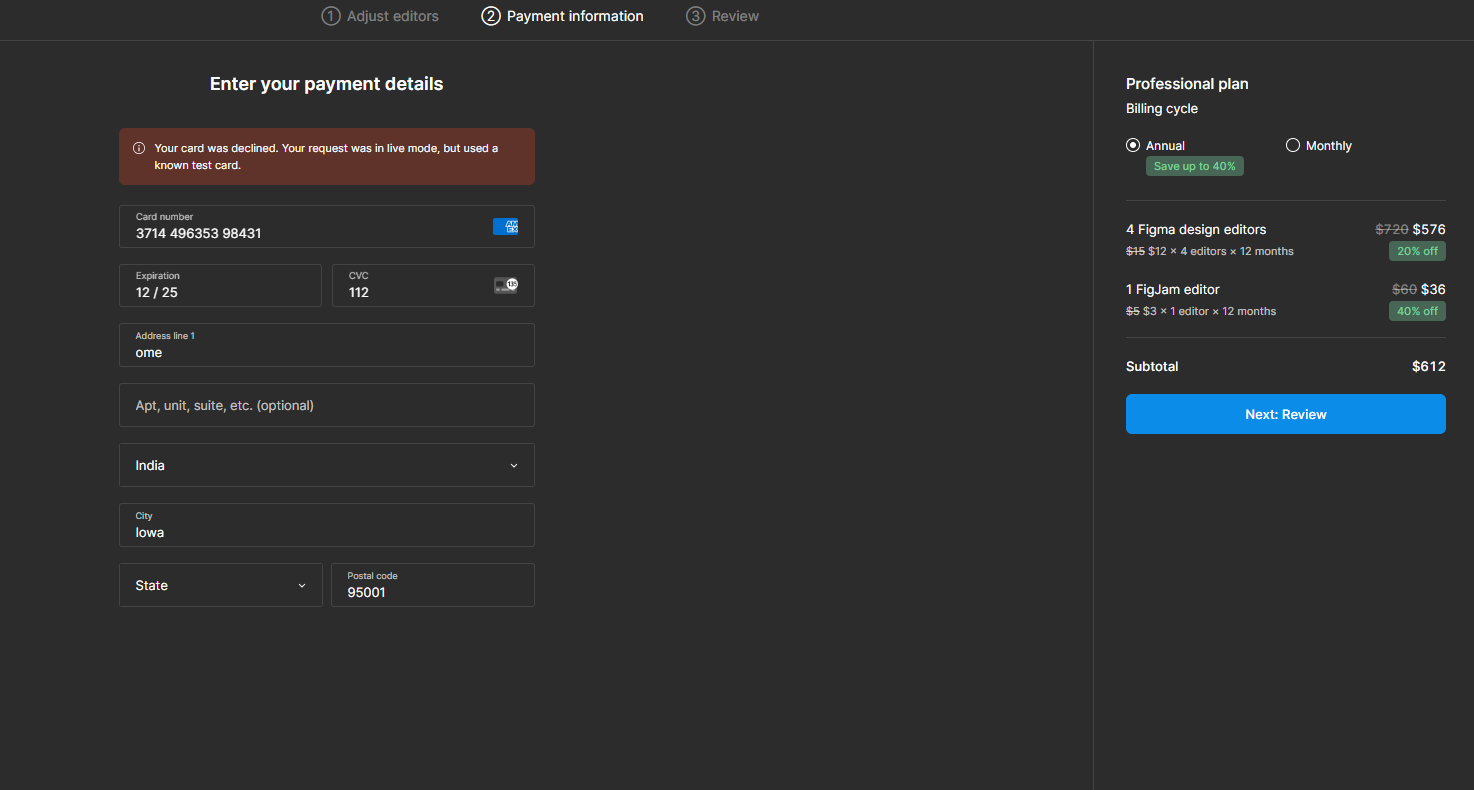 1 Adjust editors
2 Payment information
3 Review
Enter your payment details
Your card was declined. Your request was in live mode, but used a
known test card.
Card number
3714 496353 98431
AM
EX
Expiration
12 / 25
CVC
112
135
Address line 1
ome
Apt, unit, suite, etc. (optional)
India
City
Iowa
State
Postal code
95001
Professional plan
Billing cycle
Annual
Monthly
Save up to 40%
4 Figma design editors $720 $576
$15 $12 × 4 editors × 12 months 20% off
1 FigJam editor $60 $36
$5 $3 × 1 editor × 12 months 40% off
Subtotal $612
Next: Review